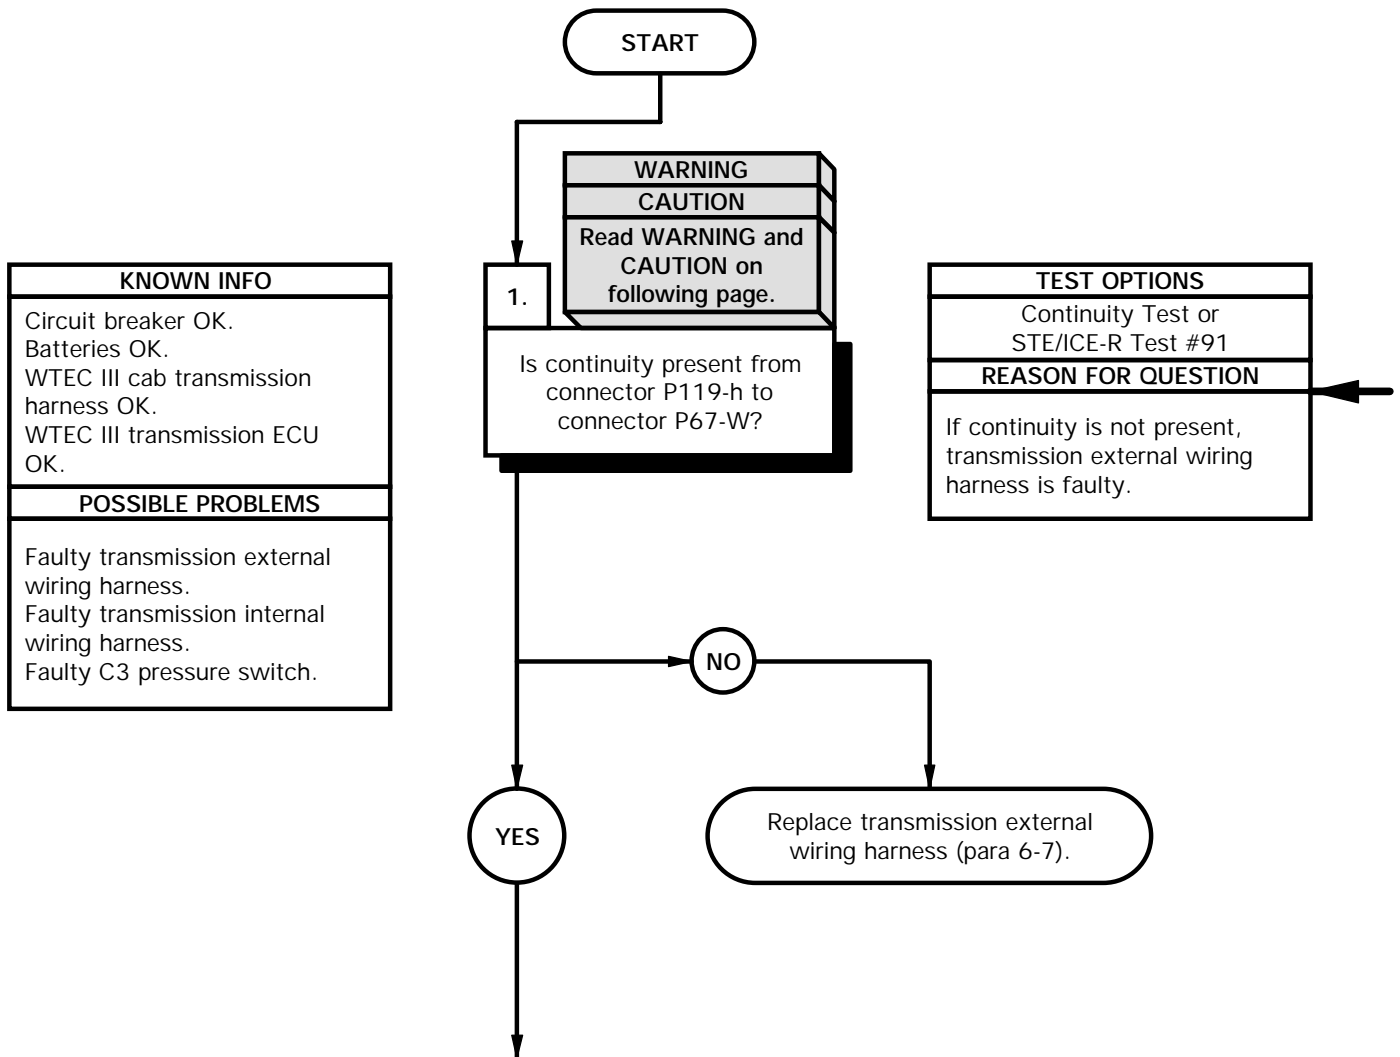 START
WARNING
CAUTION
Read WARNING and
CAUTION on
following page.
1.
Is continuity present from
connector P119-h to
connector P67-W?
KNOWN INFO
Circuit breaker OK.
Batteries OK.
WTEC III cab transmission
harness OK.
WTEC III transmission ECU
OK.
POSSIBLE PROBLEMS
Faulty transmission external
wiring harness.
Faulty transmission internal
wiring harness.
Faulty C3 pressure switch.
TEST OPTIONS
Continuity Test or
STE/ICE-R Test #91
REASON FOR QUESTION
If continuity is not present,
transmission external wiring
harness is faulty.
NO
YES
Replace transmission external
wiring harness (para 6-7).